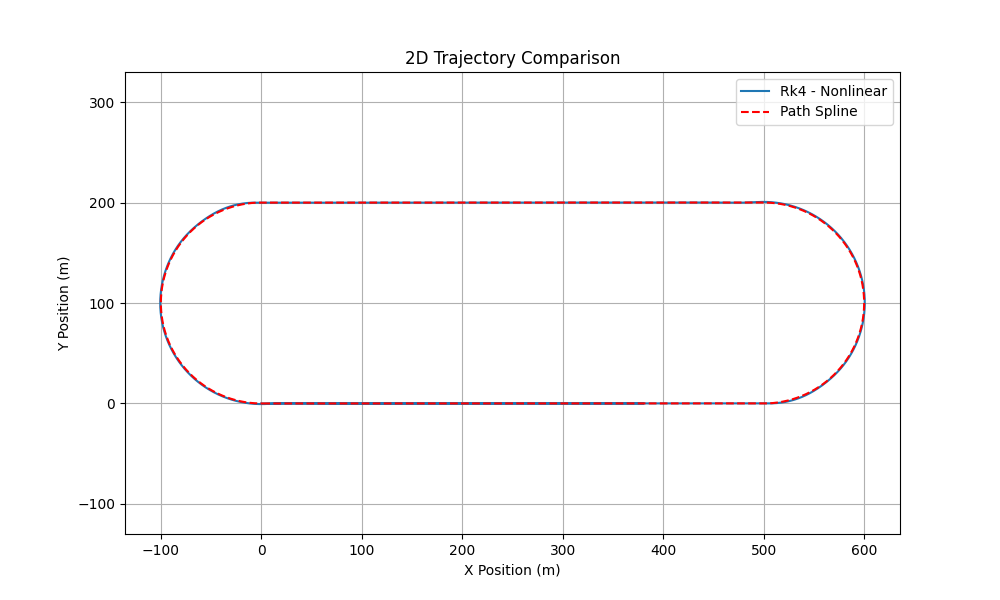 2D Trajectory Comparison
Rk4 - Nonlinear
Path Spline
300
200
100
0
−100
Y Position (m)
−100 0 100 200 300 400 500 600
X Position (m)